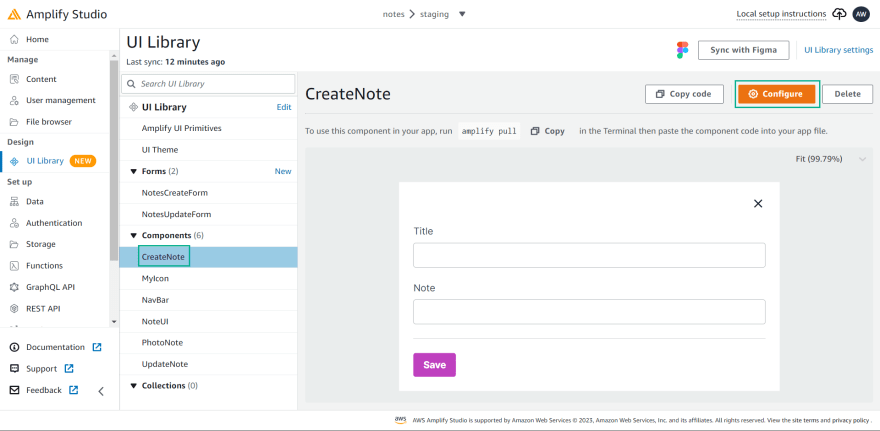 Amplify Studio
notes
staging
Local setup instructions
AW
Home
Manage
Content
User management
File browser
Design
UI Library NEW
Set up
Data
Authentication
Storage
Functions
GraphQL API
REST API
Documentation
Support
Feedback
UI Library
Last sync: 12 minutes ago
Sync with Figma
UI Library settings
Search UI Library
UI Library Edit
Amplify UI Primitives
UI Theme
Forms (2) New
NotesCreateForm
NotesUpdateForm
Components (6)
CreateNote
MyIcon
NavBar
NoteUI
PhotoNote
UpdateNote
Collections (0)
CreateNote
Copy code
Configure
Delete
To use this component in your app, run amplify pull Copy in the Terminal then paste the component code into your app file.
Fit (99.79%)
Title
Note
Save
aws AWS Amplify Studio is supported by Amazon Web Services © 2023, Amazon Web Services, Inc. and its affiliates. All rights reserved. View the site terms and privacy policy .